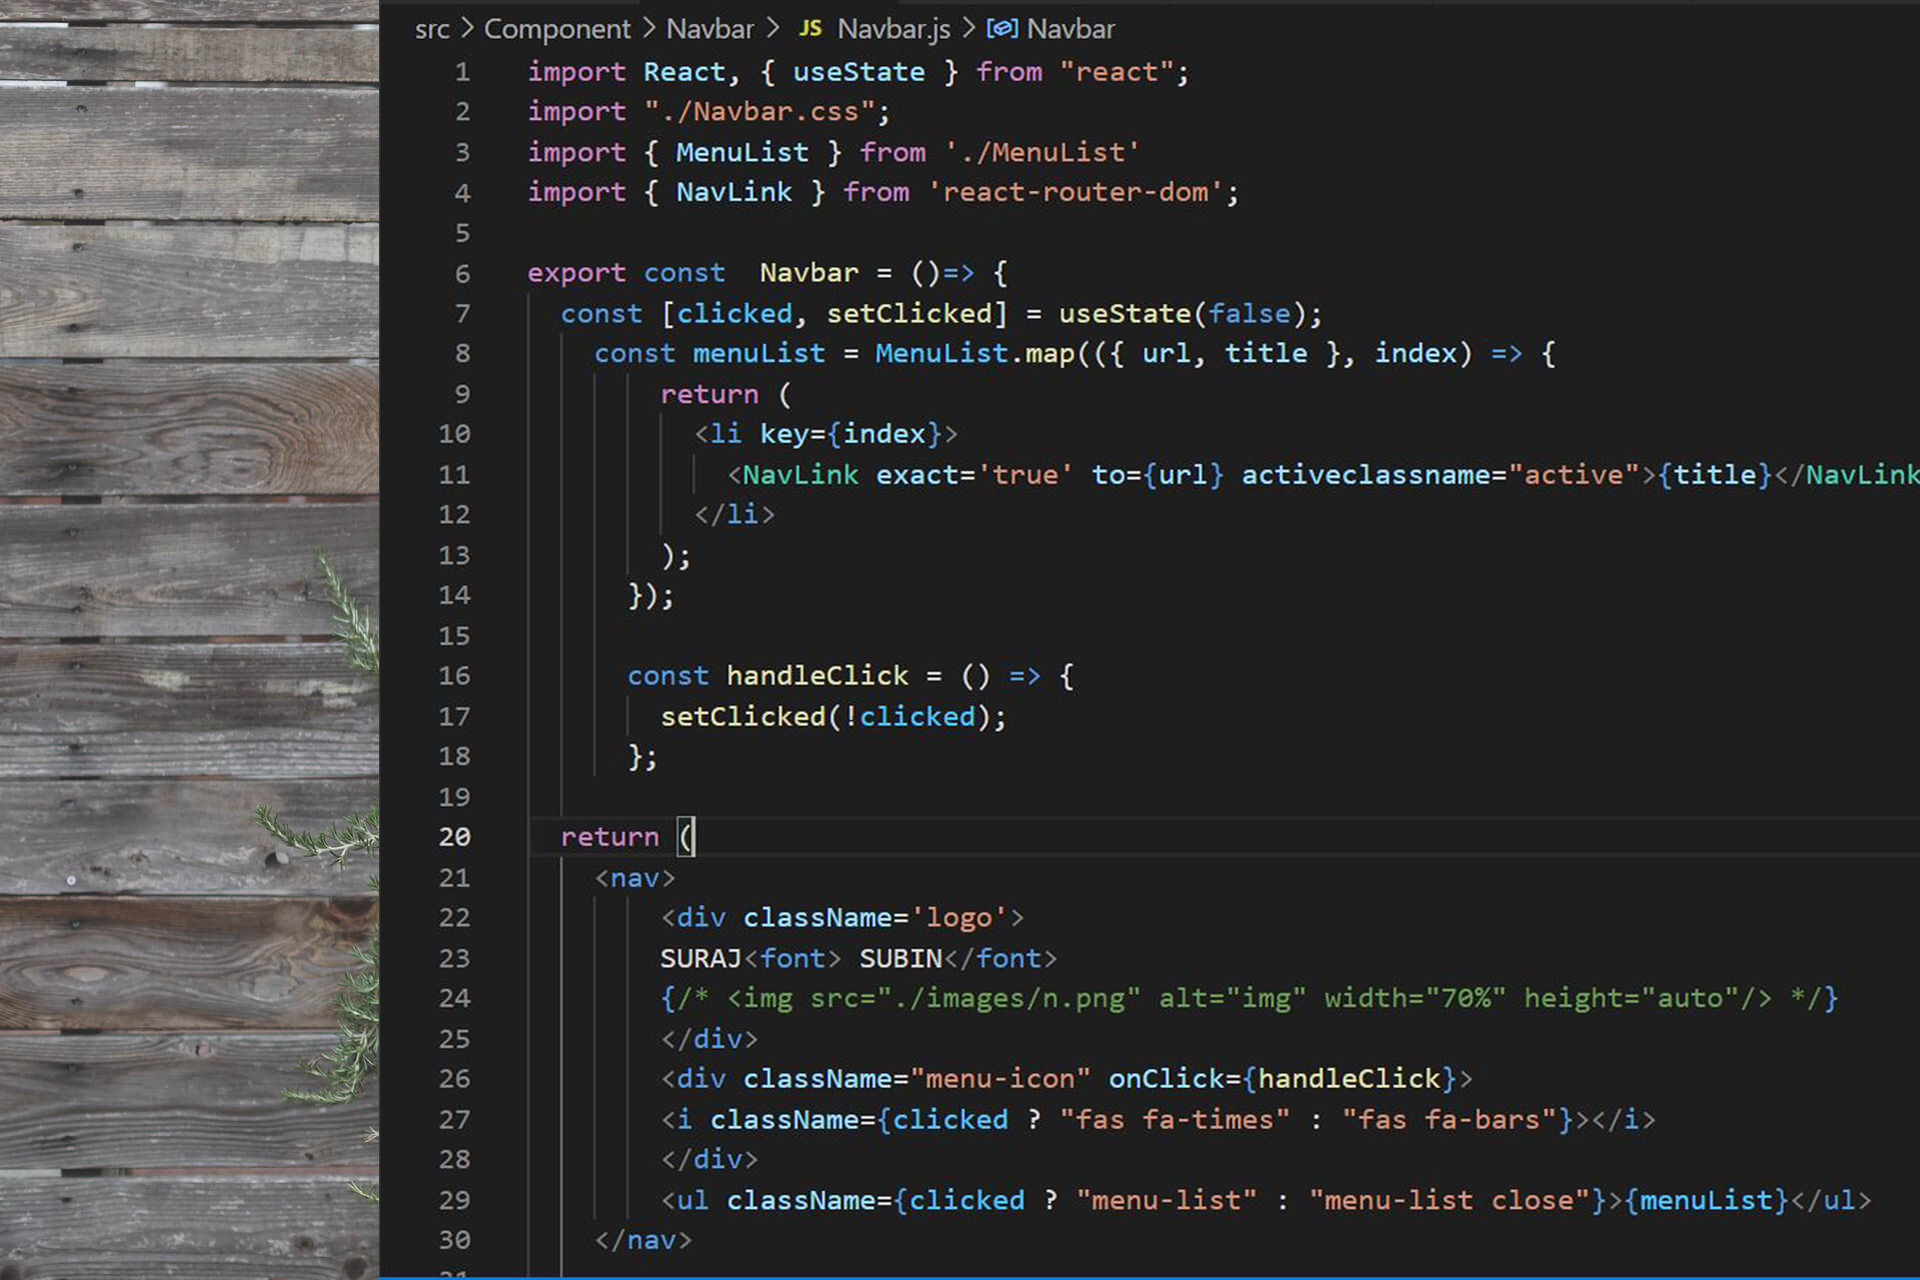 src > Component > Navbar > JS Navbar.js > Navbar
1 import React, { useState } from "react";
2 import "./Navbar.css";
3 import { MenuList } from './MenuList'
4 import { NavLink } from 'react-router-dom';
5
6 export const  Navbar = ()=> {
7 const [clicked, setClicked] = useState(false);
8 const menuList = MenuList.map(({ url, title }, index) => {
9 return (
10 <li key={index}>
11 <NavLink exact='true' to={url} activeclassname="active">{title}</NavLink
12 </li>
13 );
14 });
15
16 const handleClick = () => {
17 setClicked(!clicked);
18 };
19
20 return (
21 <nav>
22 <div className='logo'>
23 SURAJ<font> SUBIN</font>
24 {/* <img src="./images/n.png" alt="img" width="70%" height="auto"/> */}
25 </div>
26 <div className="menu-icon" onClick={handleClick}>
27 <i className={clicked ? "fas fa-times" : "fas fa-bars"}></i>
28 </div>
29 <ul className={clicked ? "menu-list" : "menu-list close"}>{menuList}</ul>
30 </nav>